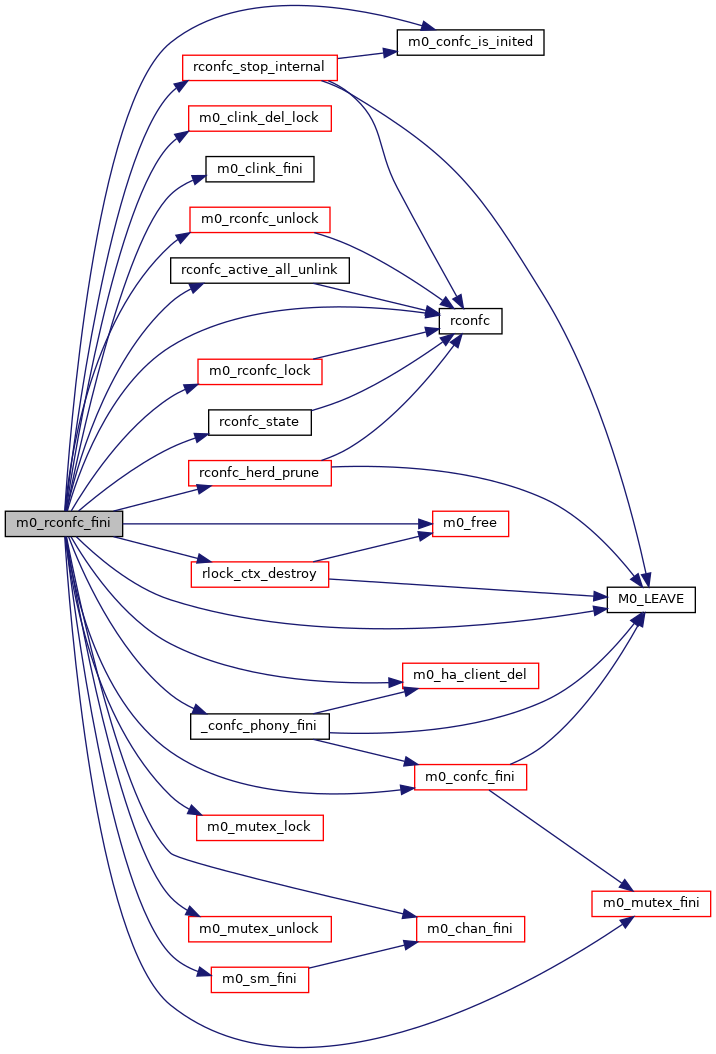 m0_confc_is_inited
rconfc_stop_internal
m0_clink_del_lock
m0_clink_fini
m0_rconfc_unlock
rconfc_active_all_unlink
rconfc
m0_rconfc_lock
rconfc_state
rconfc_herd_prune
m0_rconfc_fini
m0_free
rlock_ctx_destroy
M0_LEAVE
m0_ha_client_del
_confc_phony_fini
m0_confc_fini
m0_mutex_lock
m0_mutex_fini
m0_mutex_unlock
m0_chan_fini
m0_sm_fini